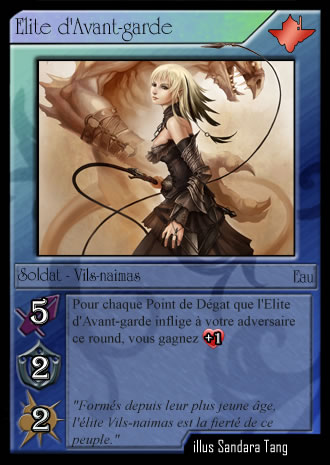 Elite d'Avant-garde
Soldat - Vils-naimas
Eau
5
Pour chaque Point de Dégat que l'Elite
d'Avant-garde inflige à votre adversaire
ce round, vous gagnez +1
2
2
"Formés depuis leur plus jeune âge,
l'élite Vils-naimas est la fierté de ce
peuple."
illus Sandara Tang